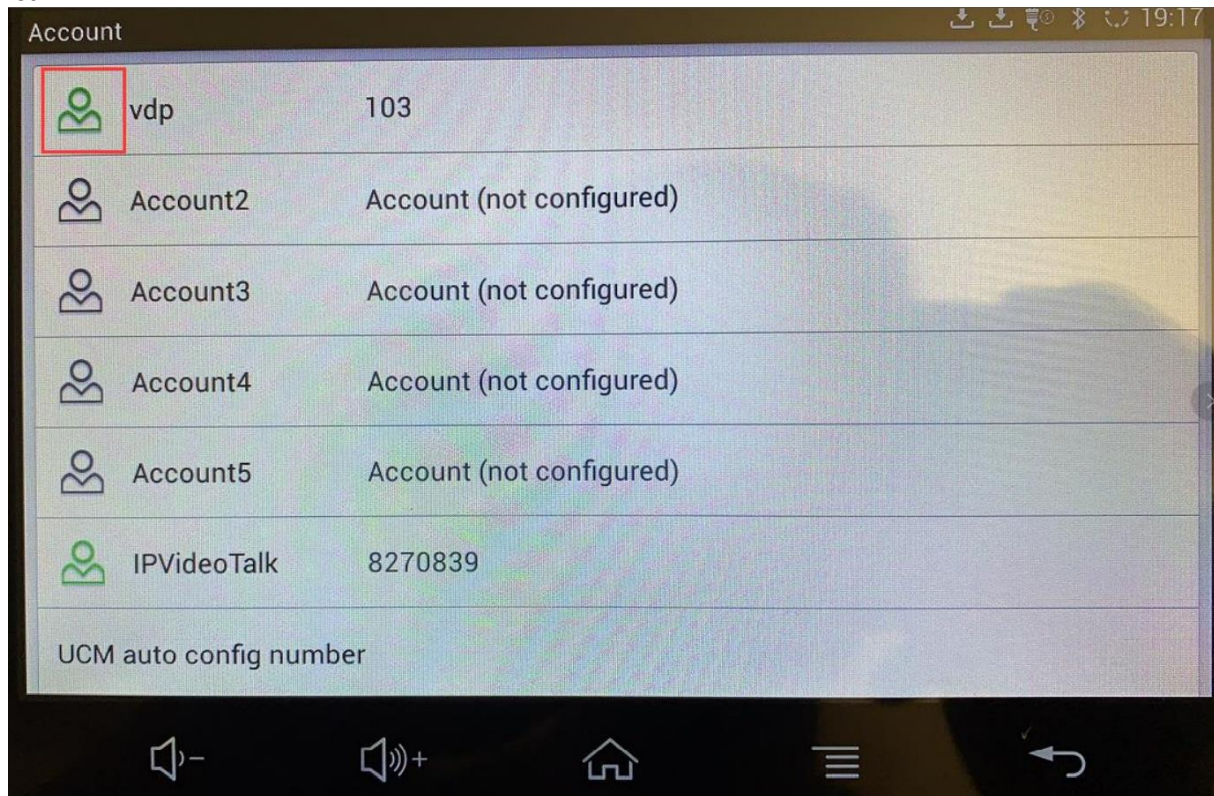 Account 19:17
vdp 103
Account2 Account (not configured)
Account3 Account (not configured)
Account4 Account (not configured)
Account5 Account (not configured)
IPVideoTalk 8270839
UCM auto config number